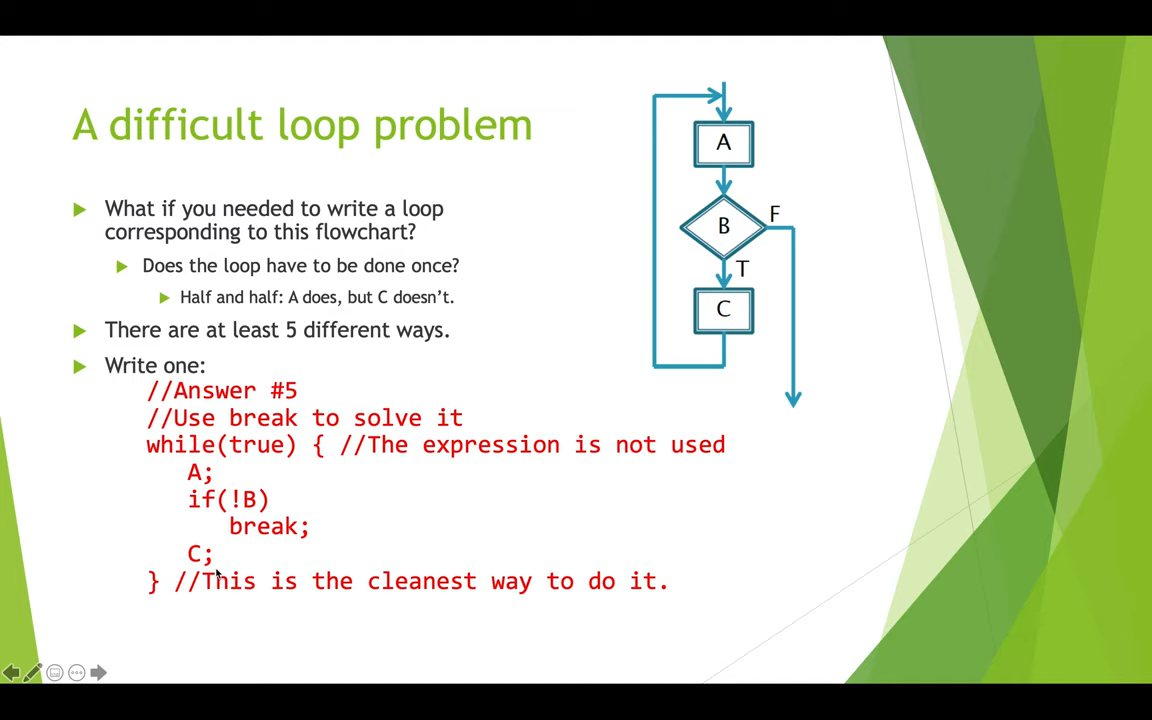 A difficult loop problem
What if you needed to write a loop
corresponding to this flowchart?
Does the loop have to be done once?
Half and half: A does, but C doesn't.
There are at least 5 different ways.
Write one:
//Answer #5
//Use break to solve it
while(true) { //The expression is not used
A;
if(!B)
break;
C;
} //This is the cleanest way to do it.
A
B
F
T
C